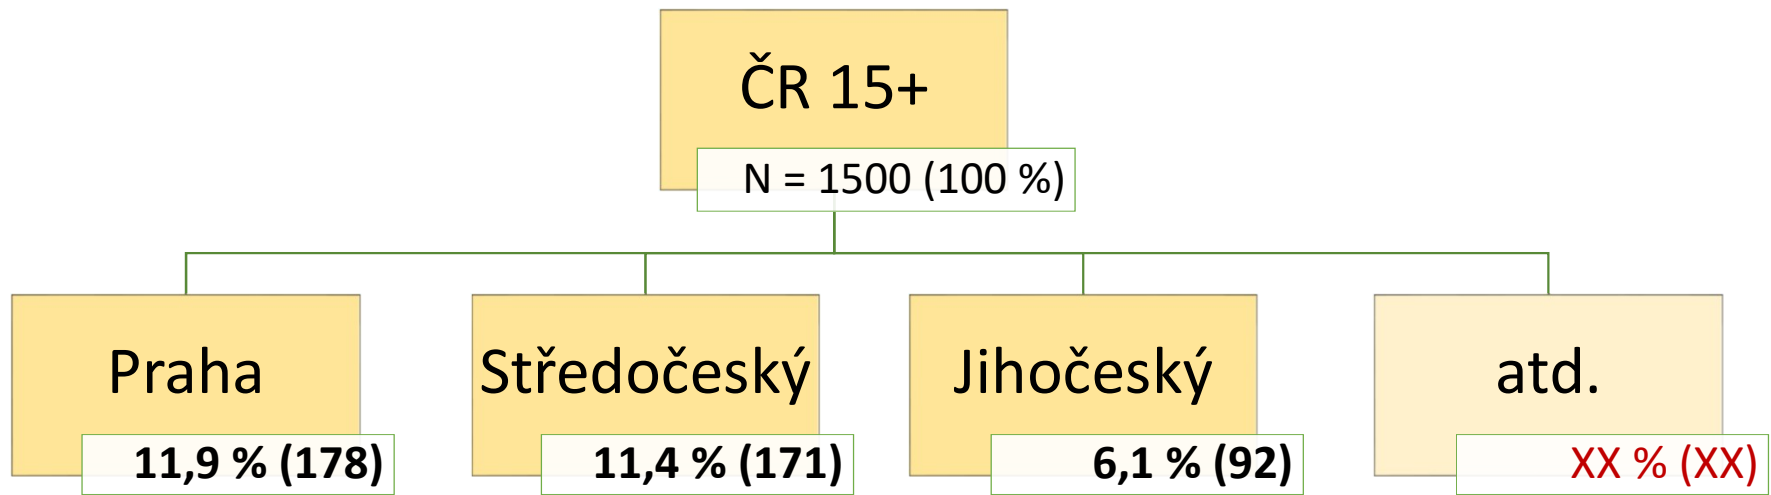 ČR 15+
N = 1500 (100 %)
Praha
11,9 % (178)
Středočeský
11,4 % (171)
Jihočeský
6,1 % (92)
atd.
XX % (XX)